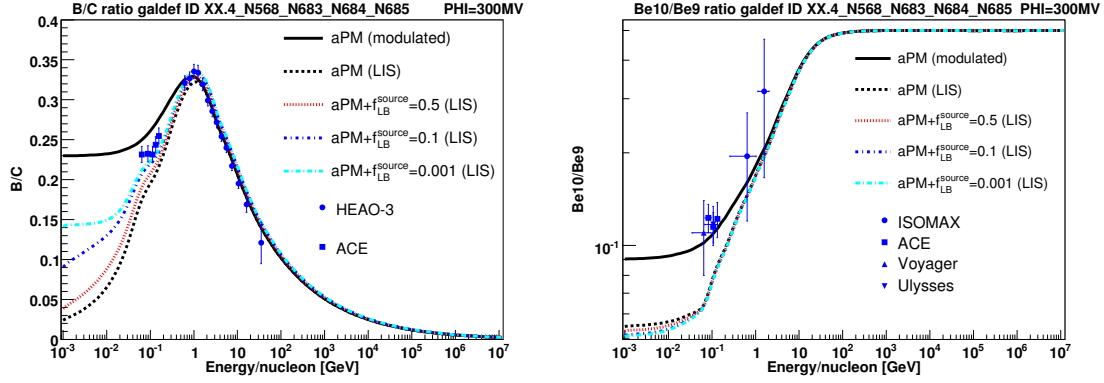 B/C ratio galdef ID XX.4_N568_N683_N684_N685 PHI=300MV
B/C
0.4
0.35
0.3
0.25
0.2
0.15
0.1
0.05
0
aPM (modulated)
aPM (LIS)
aPM+f_LB^source=0.5 (LIS)
aPM+f_LB^source=0.1 (LIS)
aPM+f_LB^source=0.001 (LIS)
HEAO-3
ACE
10^-3 10^-2 10^-1 1 10 10^2 10^3 10^4 10^5 10^6 10^7
Energy/nucleon [GeV]
Be10/Be9 ratio galdef ID XX.4_N568_N683_N684_N685 PHI=300MV
Be10/Be9
10^-1
aPM (modulated)
aPM (LIS)
aPM+f_LB^source=0.5 (LIS)
aPM+f_LB^source=0.1 (LIS)
aPM+f_LB^source=0.001 (LIS)
ISOMAX
ACE
Voyager
Ulysses
10^-3 10^-2 10^-1 1 10 10^2 10^3 10^4 10^5 10^6 10^7
Energy/nucleon [GeV]